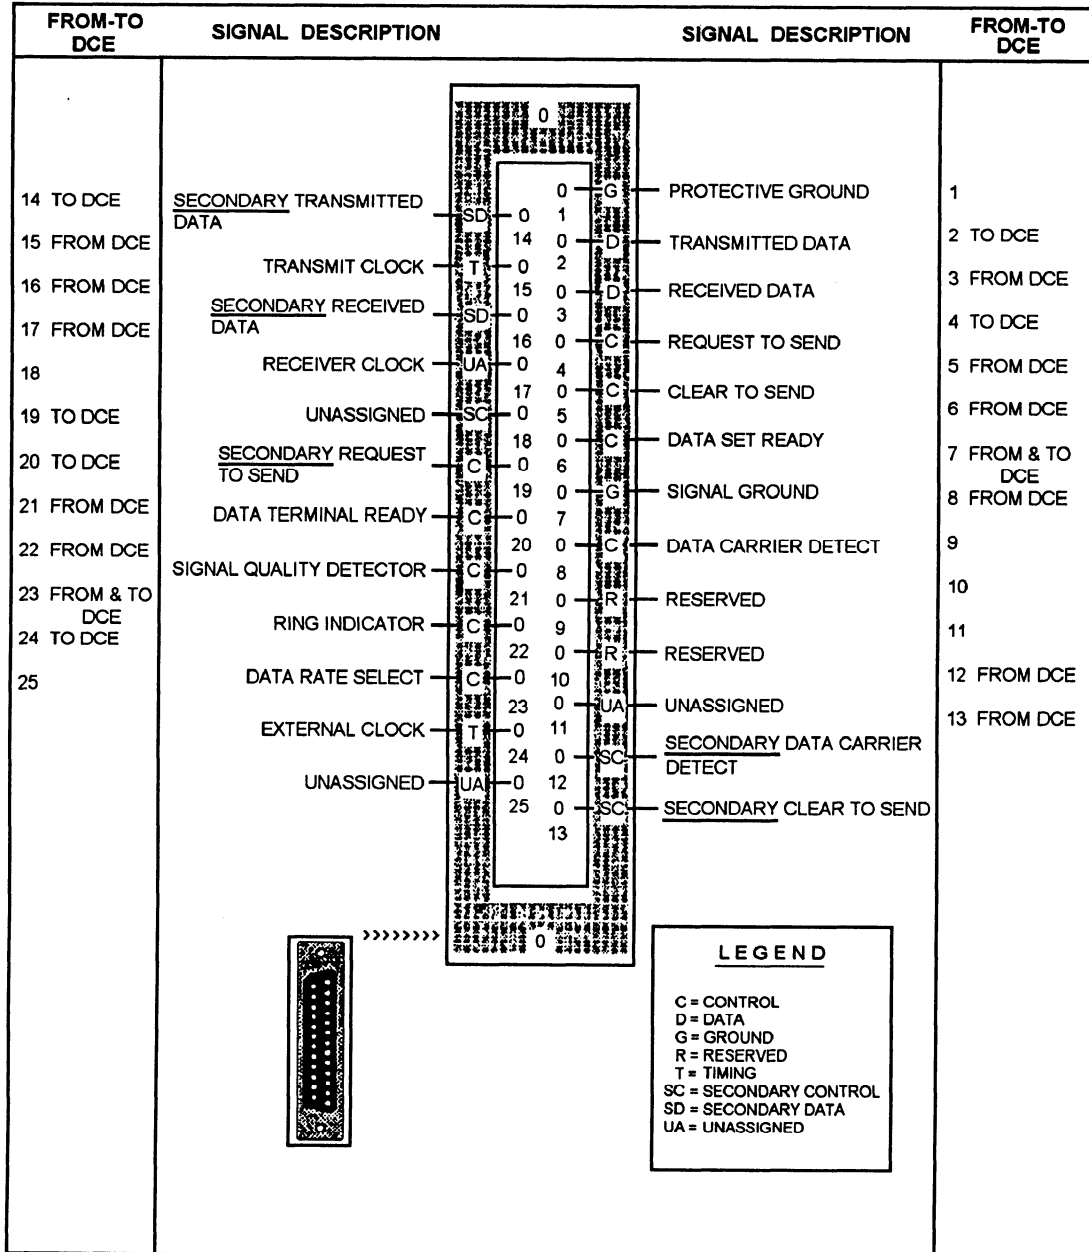 FROM-TO
DCE
SIGNAL DESCRIPTION
SIGNAL DESCRIPTION
FROM-TO
DCE
14 TO DCE
15 FROM DCE
16 FROM DCE
17 FROM DCE
18
19 TO DCE
20 TO DCE
21 FROM DCE
22 FROM DCE
23 FROM & TO
DCE
24 TO DCE
25
SECONDARY TRANSMITTED
DATA
TRANSMIT CLOCK
SECONDARY RECEIVED
DATA
RECEIVER CLOCK
UNASSIGNED
SECONDARY REQUEST
TO SEND
DATA TERMINAL READY
SIGNAL QUALITY DETECTOR
RING INDICATOR
DATA RATE SELECT
EXTERNAL CLOCK
UNASSIGNED
0
SD 0
14
T 0
15
SD 0
16
UA 0
17
SC 0
18
C 0
19
C 0
20
C 0
21
C 0
22
C 0
23
T 0
24
UA 0
25
0 G
1
0 D
2
0 D
3
0 C
4
0 C
5
0 C
6
0 G
7
0 C
8
0 R
9
0 R
10
0 UA
11
0 SC
12
0 SC
13
0
PROTECTIVE GROUND
TRANSMITTED DATA
RECEIVED DATA
REQUEST TO SEND
CLEAR TO SEND
DATA SET READY
SIGNAL GROUND
DATA CARRIER DETECT
RESERVED
RESERVED
UNASSIGNED
SECONDARY DATA CARRIER
DETECT
SECONDARY CLEAR TO SEND
1
2 TO DCE
3 FROM DCE
4 TO DCE
5 FROM DCE
6 FROM DCE
7 FROM & TO
DCE
8 FROM DCE
9
10
11
12 FROM DCE
13 FROM DCE
>>>>>>>>
LEGEND
C = CONTROL
D = DATA
G = GROUND
R = RESERVED
T = TIMING
SC = SECONDARY CONTROL
SD = SECONDARY DATA
UA = UNASSIGNED